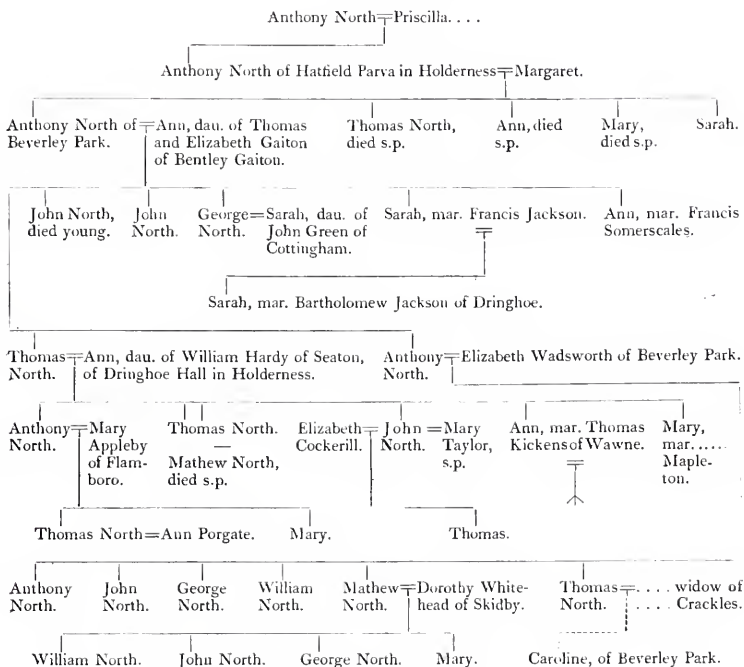 Anthony North=Priscilla. . . .
Anthony North of Hatfield Parva in Holderness=Margaret.
Anthony North of
Beverley Park.
=Ann, dau. of Thomas
and Elizabeth Gaiton
of Bentley Gaiton.
Thomas North,
died s.p.
Ann, died
s.p.
Mary,
died s.p.
Sarah.
John North,
died young.
John
North.
George=Sarah, dau. of
North. John Green of
Cottingham.
Sarah, mar. Francis Jackson.
Ann, mar. Francis
Somerscales.
Sarah, mar. Bartholomew Jackson of Dringhoe.
Thomas=Ann, dau. of William Hardy of Seaton,
North. of Dringhoe Hall in Holderness.
Anthony=Elizabeth Wadsworth of Beverley Park.
North.
Anthony=Mary
North. Appleby
of Flam-
boro.
Thomas North.
—
Mathew North,
died s.p.
Elizabeth= John =Mary
Cockerill. North. Taylor,
s.p.
Ann, mar. Thomas
Kickens of Wawne.
Mary,
mar. .....
Maple-
ton.
Thomas North=Ann Porgate.
Mary.
Thomas.
Anthony
North.
John
North.
George
North.
William
North.
Mathew=Dorothy White-
North. head of Skidby.
Thomas=. . . . widow of
North. . . . . Crackles.
William North.
John North.
George North.
Mary.
Caroline, of Beverley Park.